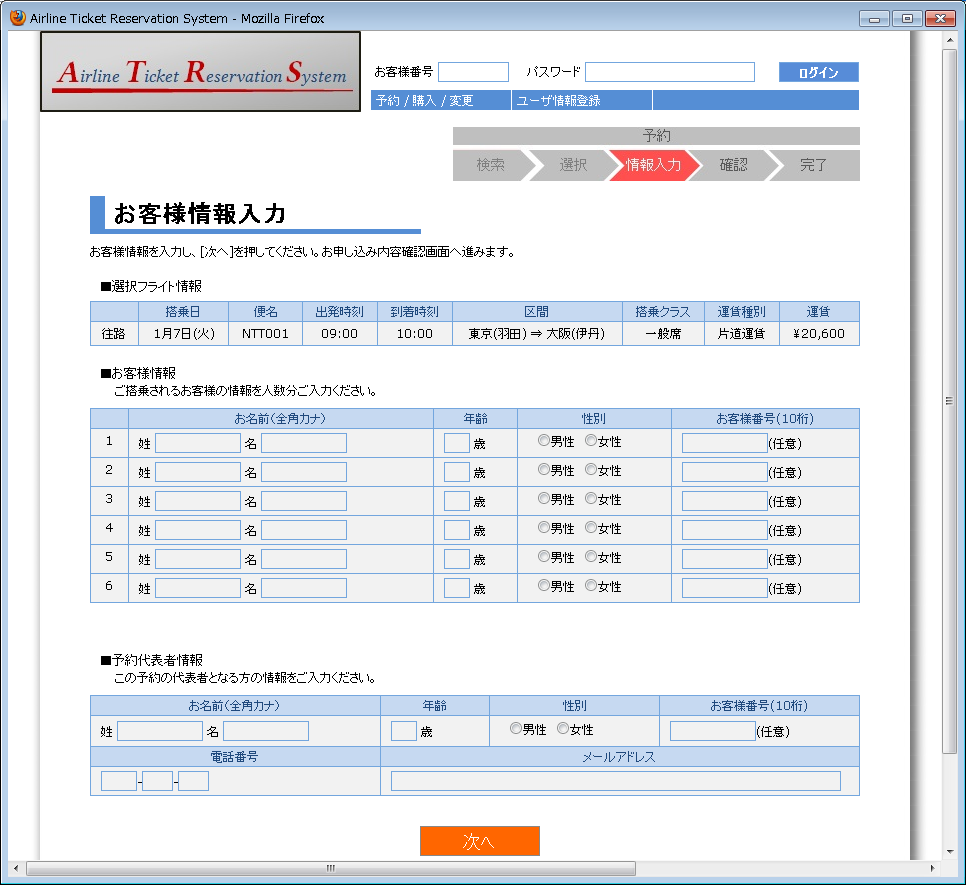 Airline Ticket Reservation System - Mozilla Firefox
Airline Ticket Reservation System
お客様番号 パスワード ログイン
予約 / 購入 / 変更 ユーザ情報登録
予約
検索 選択 情報入力 確認 完了
お客様情報入力
お客様情報を入力し、[次へ]を押してください。お申し込み内容確認画面へ進みます。
■選択フライト情報
搭乗日 便名 出発時刻 到着時刻 区間 搭乗クラス 運賃種別 運賃
往路 1月7日(火) NTT001 09:00 10:00 東京(羽田) ⇒ 大阪(伊丹) 一般席 片道運賃 ¥20,600
■お客様情報
ご搭乗されるお客様の情報を人数分ご入力ください。
お名前(全角カナ) 年齢 性別 お客様番号(10桁)
1 姓 名 歳 男性 女性 (任意)
2 姓 名 歳 男性 女性 (任意)
3 姓 名 歳 男性 女性 (任意)
4 姓 名 歳 男性 女性 (任意)
5 姓 名 歳 男性 女性 (任意)
6 姓 名 歳 男性 女性 (任意)
■予約代表者情報
この予約の代表者となる方の情報をご入力ください。
お名前(全角カナ) 年齢 性別 お客様番号(10桁)
姓 名 歳 男性 女性 (任意)
電話番号 メールアドレス
- -
次へ